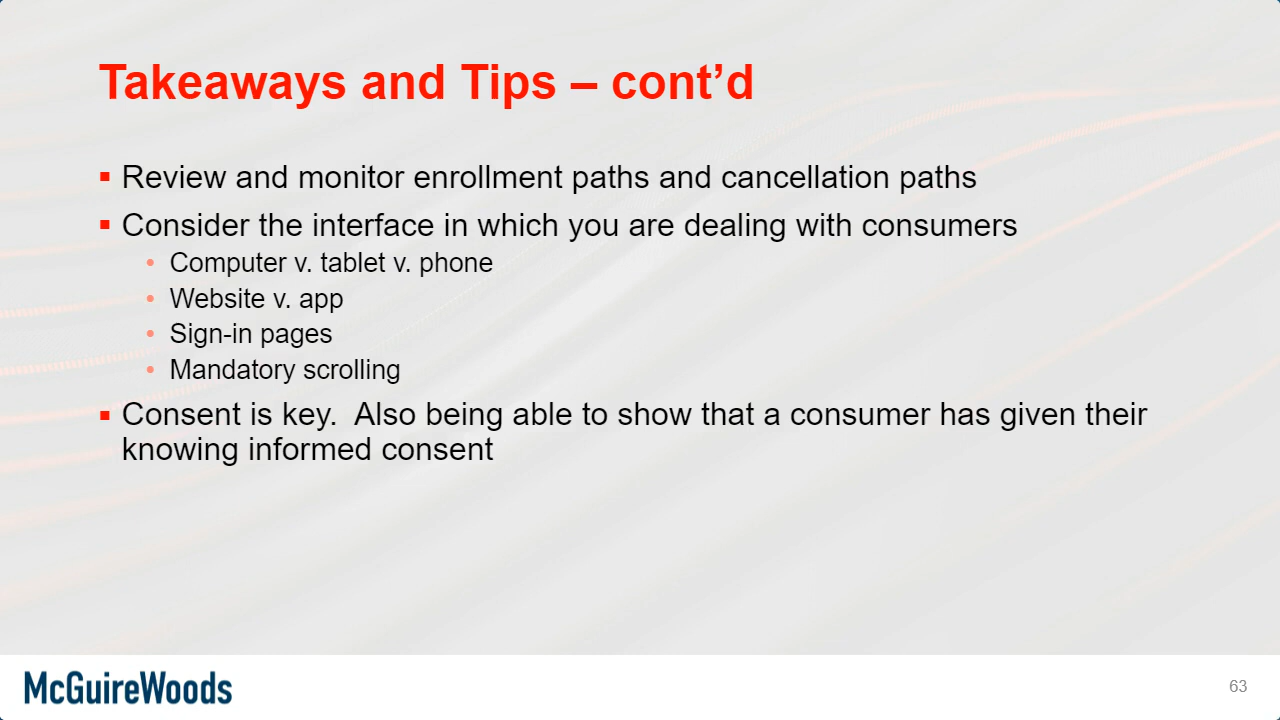 Takeaways and Tips – cont’d
Review and monitor enrollment paths and cancellation paths
Consider the interface in which you are dealing with consumers
Computer v. tablet v. phone
Website v. app
Sign-in pages
Mandatory scrolling
Consent is key.  Also being able to show that a consumer has given their
knowing informed consent
McGuireWoods
63